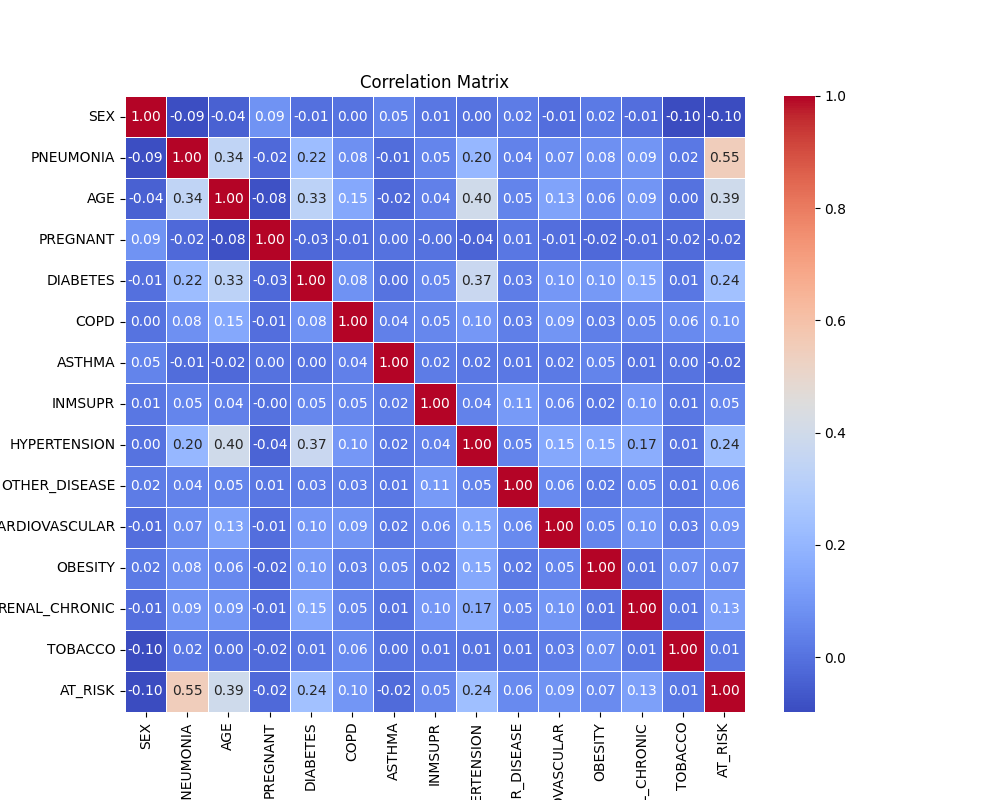 Correlation Matrix
SEX 1.00 -0.09 -0.04 0.09 -0.01 0.00 0.05 0.01 0.00 0.02 -0.01 0.02 -0.01 -0.10 -0.10
PNEUMONIA -0.09 1.00 0.34 -0.02 0.22 0.08 -0.01 0.05 0.20 0.04 0.07 0.08 0.09 0.02 0.55
AGE -0.04 0.34 1.00 -0.08 0.33 0.15 -0.02 0.04 0.40 0.05 0.13 0.06 0.09 0.00 0.39
PREGNANT 0.09 -0.02 -0.08 1.00 -0.03 -0.01 0.00 -0.00 -0.04 0.01 -0.01 -0.02 -0.01 -0.02 -0.02
DIABETES -0.01 0.22 0.33 -0.03 1.00 0.08 0.00 0.05 0.37 0.03 0.10 0.10 0.15 0.01 0.24
COPD 0.00 0.08 0.15 -0.01 0.08 1.00 0.04 0.05 0.10 0.03 0.09 0.03 0.05 0.06 0.10
ASTHMA 0.05 -0.01 -0.02 0.00 0.00 0.04 1.00 0.02 0.02 0.01 0.02 0.05 0.01 0.00 -0.02
INMSUPR 0.01 0.05 0.04 -0.00 0.05 0.05 0.02 1.00 0.04 0.11 0.06 0.02 0.10 0.01 0.05
HYPERTENSION 0.00 0.20 0.40 -0.04 0.37 0.10 0.02 0.04 1.00 0.05 0.15 0.15 0.17 0.01 0.24
OTHER_DISEASE 0.02 0.04 0.05 0.01 0.03 0.03 0.01 0.11 0.05 1.00 0.06 0.02 0.05 0.01 0.06
ARDIOVASCULAR -0.01 0.07 0.13 -0.01 0.10 0.09 0.02 0.06 0.15 0.06 1.00 0.05 0.10 0.03 0.09
OBESITY 0.02 0.08 0.06 -0.02 0.10 0.03 0.05 0.02 0.15 0.02 0.05 1.00 0.01 0.07 0.07
RENAL_CHRONIC -0.01 0.09 0.09 -0.01 0.15 0.05 0.01 0.10 0.17 0.05 0.10 0.01 1.00 0.01 0.13
TOBACCO -0.10 0.02 0.00 -0.02 0.01 0.06 0.00 0.01 0.01 0.01 0.03 0.07 0.01 1.00 0.01
AT_RISK -0.10 0.55 0.39 -0.02 0.24 0.10 -0.02 0.05 0.24 0.06 0.09 0.07 0.13 0.01 1.00
SEX
NEUMONIA
AGE
PREGNANT
DIABETES
COPD
ASTHMA
INMSUPR
ERTENSION
R_DISEASE
OVASCULAR
OBESITY
_CHRONIC
TOBACCO
AT_RISK
1.0
0.8
0.6
0.4
0.2
0.0